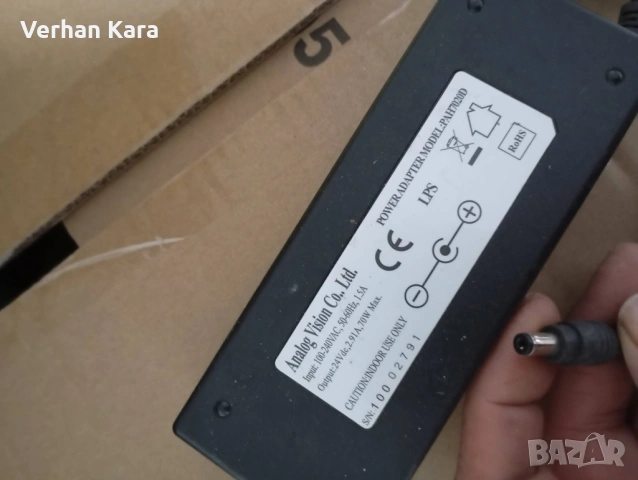 Verhan Kara
5
Analog Vision Co., Ltd.
POWER ADAPTER MODEL:PAH7020D
Input: 100-240VAC, 50-60Hz, 1.5A
Output:24Vdc,2.91A,70W Max.
LPS
CE
RoHS
CAUTION:INDOOR USE ONLY
S/N: 10002791
BAZAR